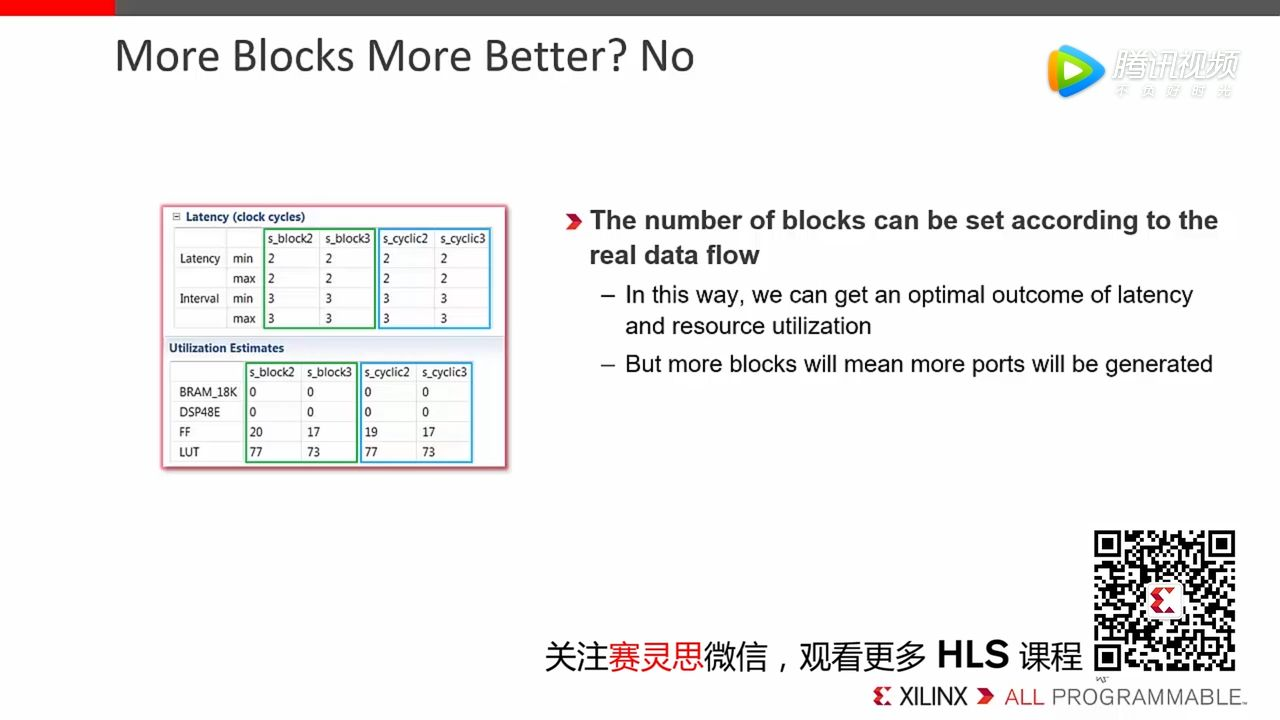 More Blocks More Better? No
腾讯视频
不负好时光
Latency (clock cycles)
s_block2 s_block3 s_cyclic2 s_cyclic3
Latency min 2 2 2 2
max 2 2 2 2
Interval min 3 3 3 3
max 3 3 3 3
Utilization Estimates
s_block2 s_block3 s_cyclic2 s_cyclic3
BRAM_18K 0 0 0 0
DSP48E 0 0 0 0
FF 20 17 19 17
LUT 77 73 77 73
The number of blocks can be set according to the
real data flow
– In this way, we can get an optimal outcome of latency
and resource utilization
– But more blocks will mean more ports will be generated
关注赛灵思微信，观看更多 HLS 课程
XILINX ALL PROGRAMMABLE™